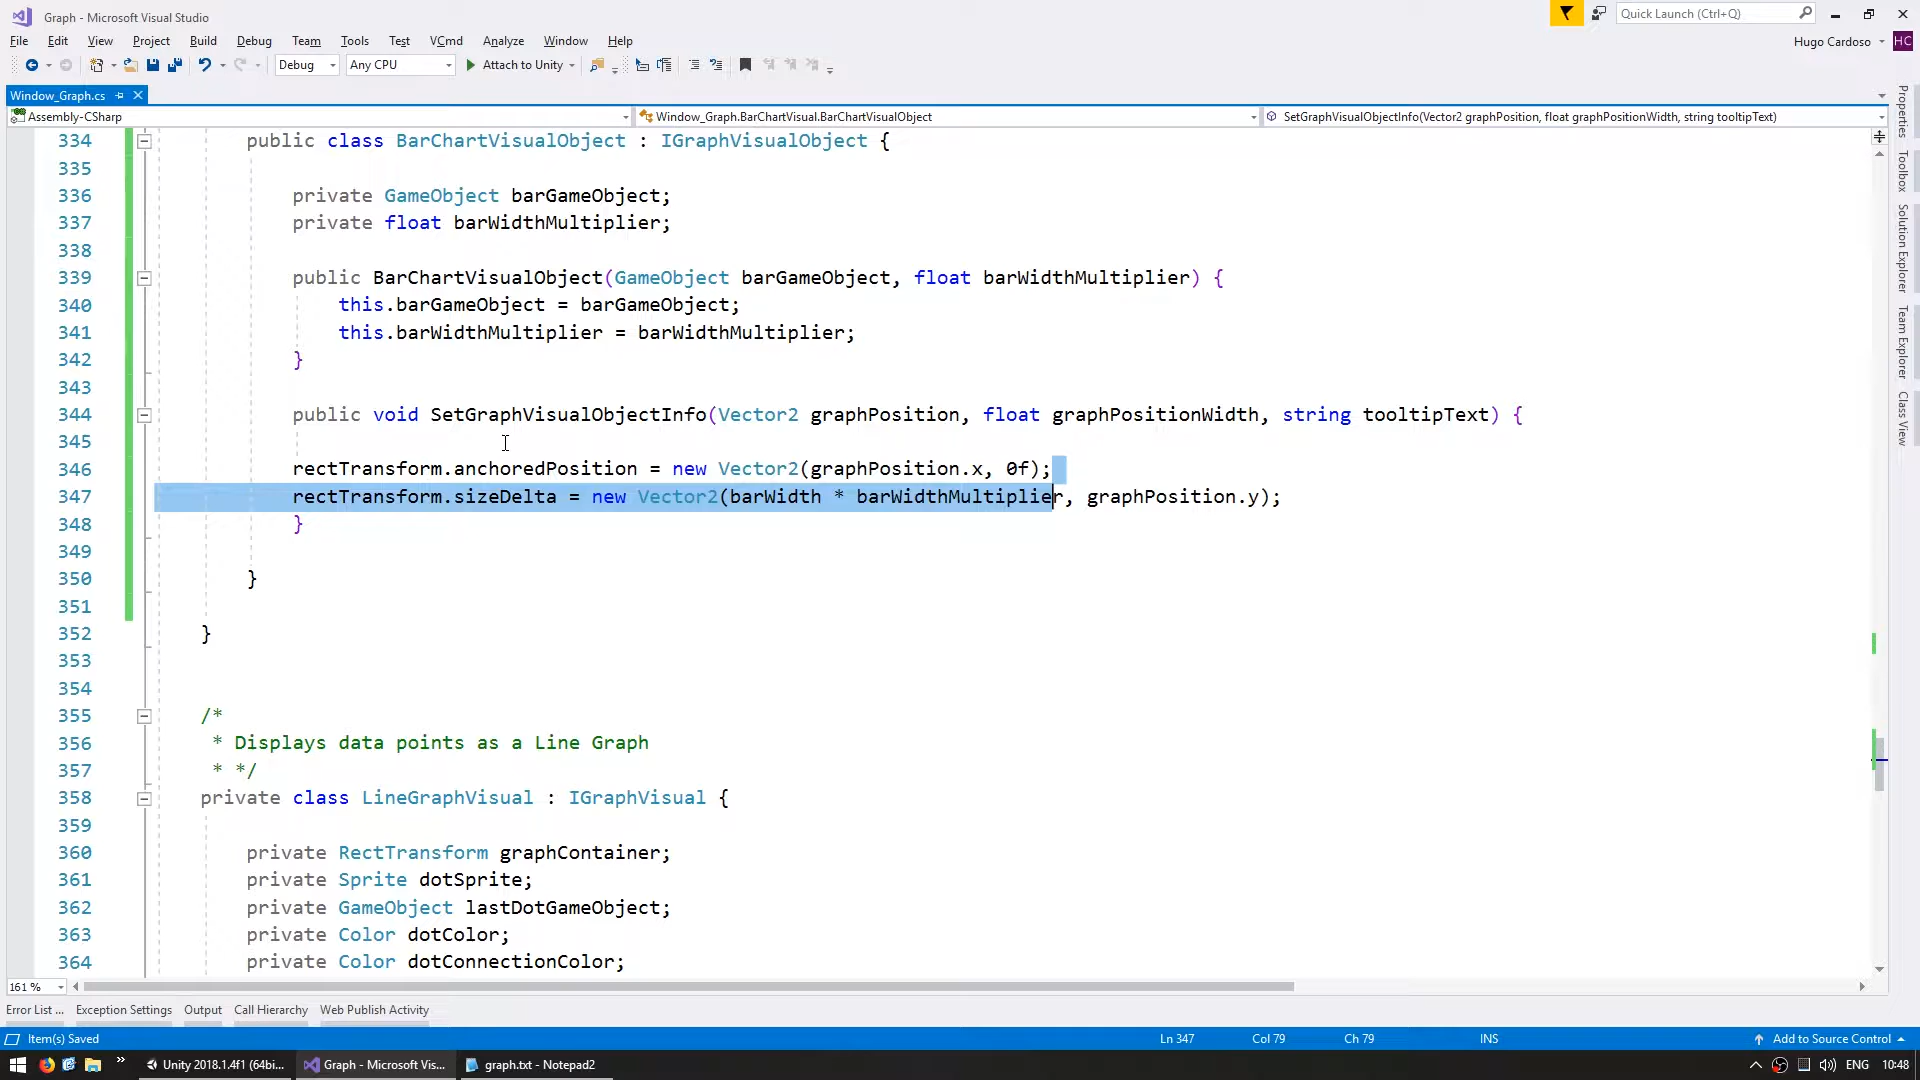 Graph - Microsoft Visual Studio
Quick Launch (Ctrl+Q)
File Edit View Project Build Debug Team Tools Test VCmd Analyze Window Help
Hugo Cardoso HC
Debug Any CPU Attach to Unity
Window_Graph.cs
Assembly-CSharp Window_Graph.BarChartVisual.BarChartVisualObject SetGraphVisualObjectInfo(Vector2 graphPosition, float graphPositionWidth, string tooltipText)
334 public class BarChartVisualObject : IGraphVisualObject {
335
336 private GameObject barGameObject;
337 private float barWidthMultiplier;
338
339 public BarChartVisualObject(GameObject barGameObject, float barWidthMultiplier) {
340 this.barGameObject = barGameObject;
341 this.barWidthMultiplier = barWidthMultiplier;
342 }
343
344 public void SetGraphVisualObjectInfo(Vector2 graphPosition, float graphPositionWidth, string tooltipText) {
345
346 rectTransform.anchoredPosition = new Vector2(graphPosition.x, 0f);
347 rectTransform.sizeDelta = new Vector2(barWidth * barWidthMultiplier, graphPosition.y);
348 }
349
350 }
351
352 }
353
354
355 /*
356 * Displays data points as a Line Graph
357 * */
358 private class LineGraphVisual : IGraphVisual {
359
360 private RectTransform graphContainer;
361 private Sprite dotSprite;
362 private GameObject lastDotGameObject;
363 private Color dotColor;
364 private Color dotConnectionColor;
Properties
Toolbox
Solution Explorer
Team Explorer
Class View
161 %
Error List ... Exception Settings Output Call Hierarchy Web Publish Activity
Item(s) Saved Ln 347 Col 79 Ch 79 INS Add to Source Control
Unity 2018.1.4f1 (64bi... Graph - Microsoft Vis... graph.txt - Notepad2 ENG 10:48